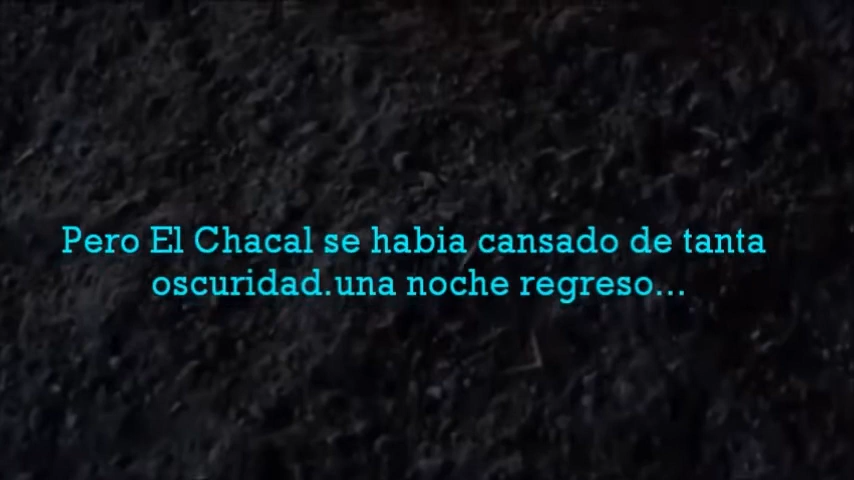 Pero El Chacal se habia cansado de tanta
oscuridad.una noche regreso...